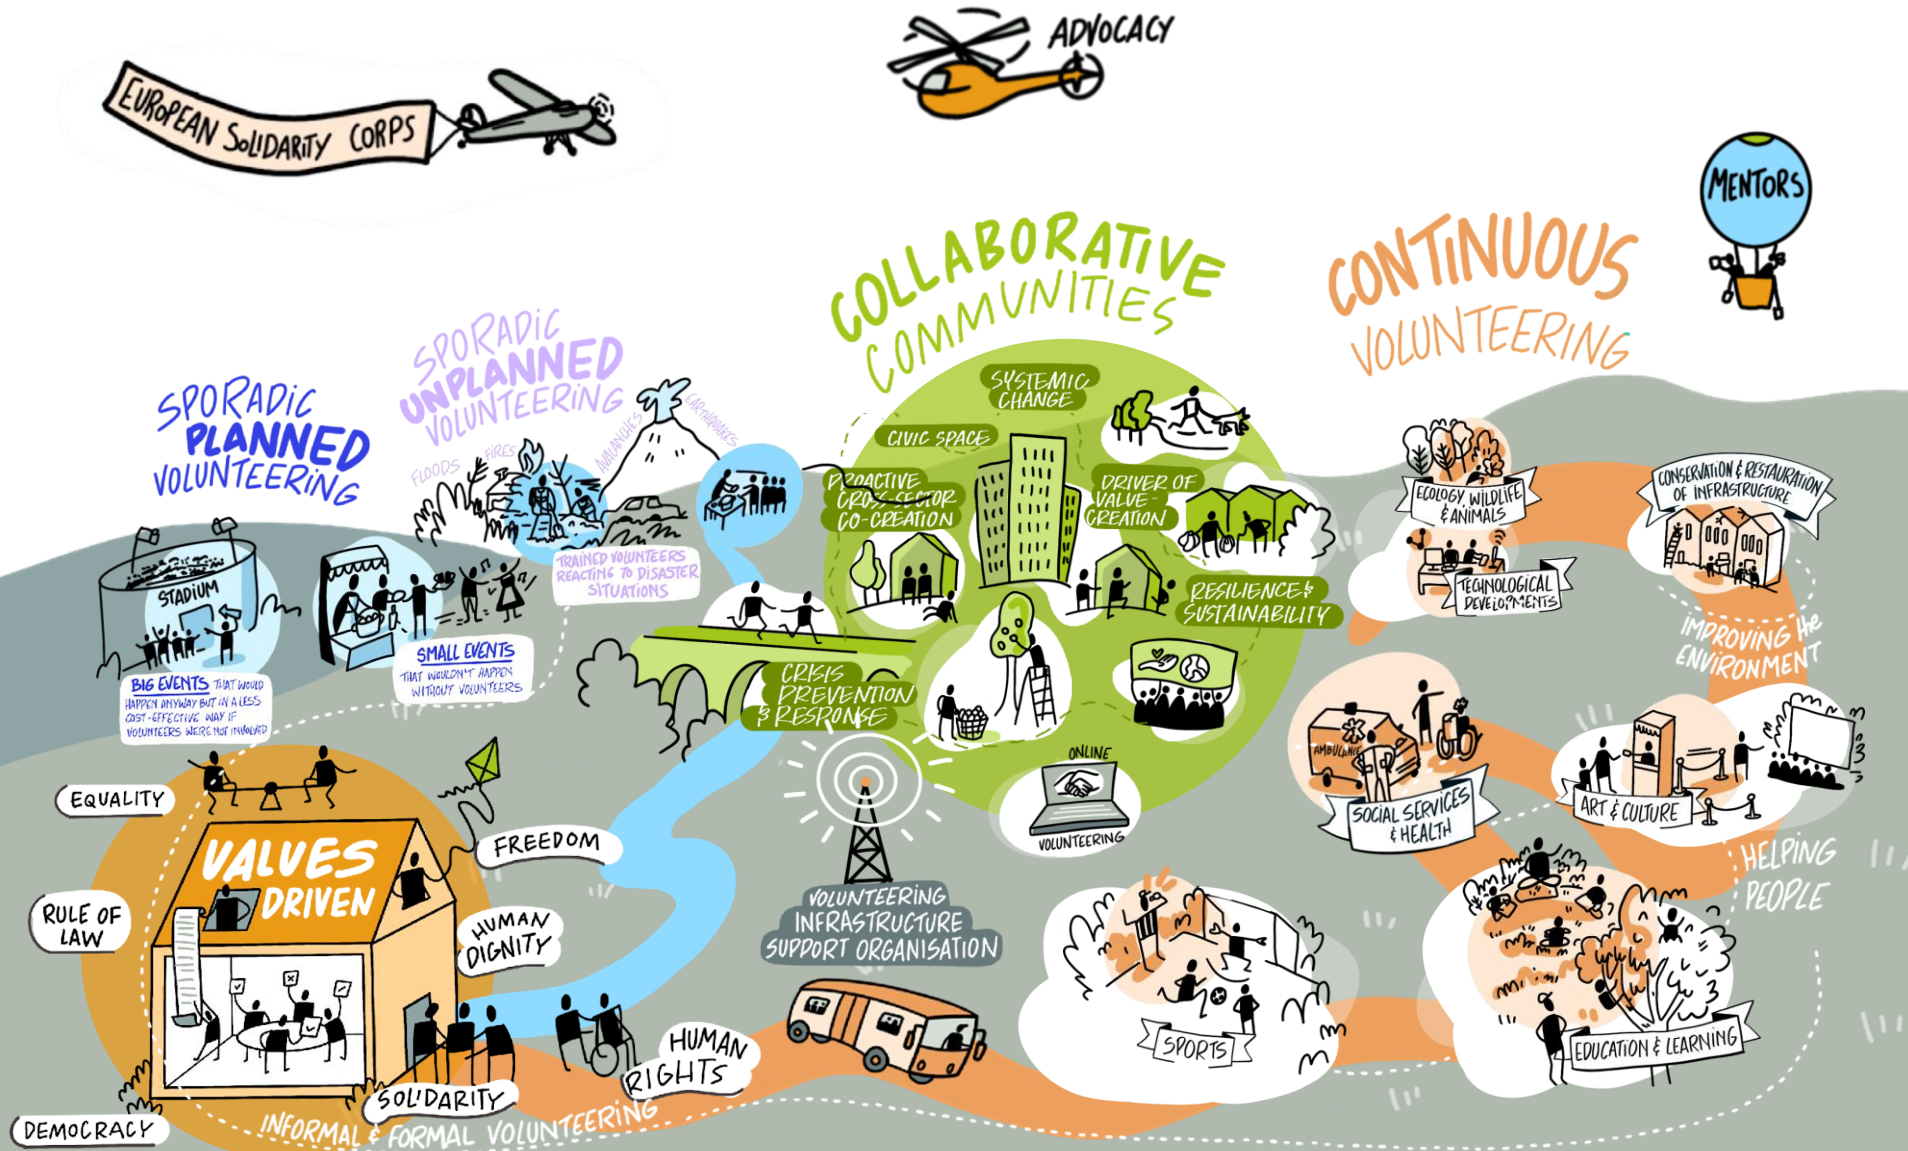 EUROPEAN SOLIDARITY CORPS
ADVOCACY
MENTORS
COLLABORATIVE
COMMUNITIES
CONTINUOUS
VOLUNTEERING
SPORADIC
UNPLANNED
VOLUNTEERING
SPORADIC
PLANNED
VOLUNTEERING
FLOODS
FIRES
AVALANCHES
EARTHQUAKES
TRAINED VOLUNTEERS
REACTING TO DISASTER
SITUATIONS
STADIUM
BIG EVENTS THAT WOULD
HAPPEN ANYWAY BUT IN A LESS
COST-EFFECTIVE WAY IF
VOLUNTEERS WERE NOT INVOLVED
SMALL EVENTS
THAT WOULDN'T HAPPEN
WITHOUT VOLUNTEERS
SYSTEMIC
CHANGE
CIVIC SPACE
PROACTIVE
CROSS-SECTOR
CO-CREATION
DRIVER OF
VALUE-
CREATION
RESILIENCE &
SUSTAINABILITY
CRISIS
PREVENTION
& RESPONSE
ONLINE
VOLUNTEERING
ECOLOGY, WILDLIFE
& ANIMALS
TECHNOLOGICAL
DEVELOPMENTS
CONSERVATION & RESTAURATION
OF INFRASTRUCTURE
IMPROVING the
ENVIRONMENT
AMBULANCE
SOCIAL SERVICES
& HEALTH
ART & CULTURE
HELPING
PEOPLE
EDUCATION & LEARNING
SPORTS
VOLUNTEERING
INFRASTRUCTURE
SUPPORT ORGANISATION
EQUALITY
FREEDOM
VALUES
DRIVEN
RULE OF
LAW
HUMAN
DIGNITY
HUMAN
RIGHTS
SOLIDARITY
DEMOCRACY
INFORMAL & FORMAL VOLUNTEERING